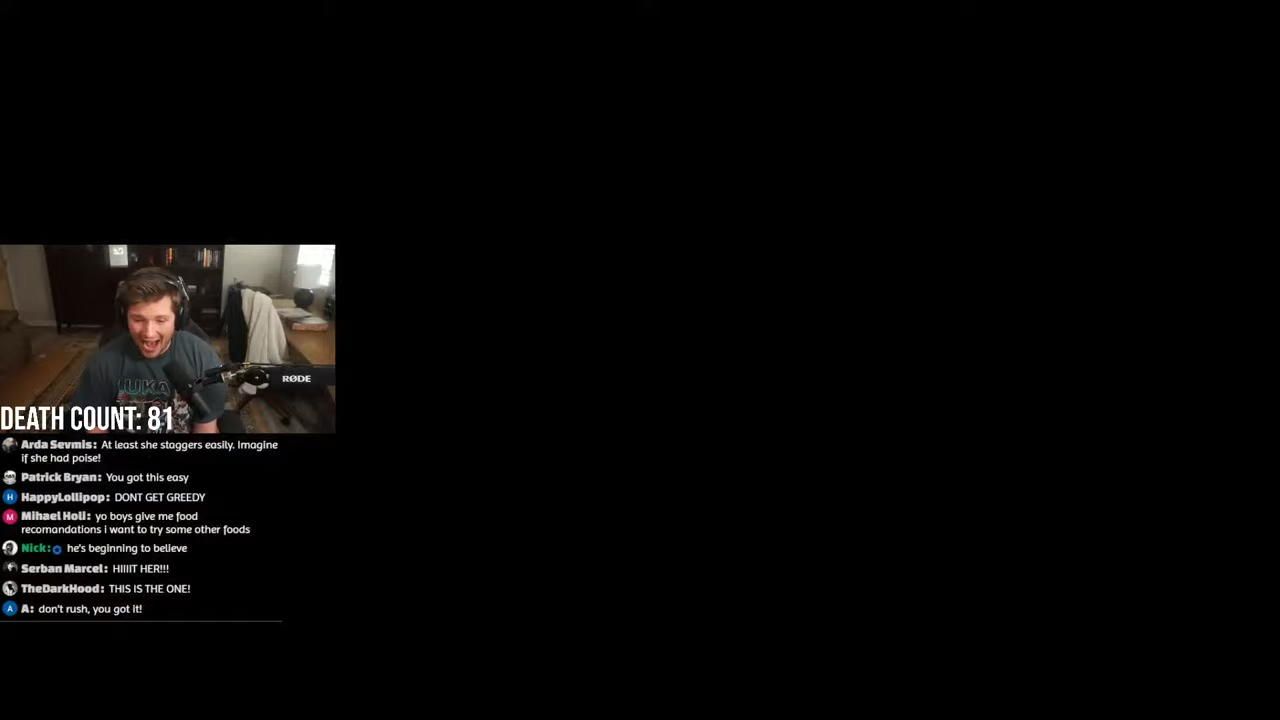 LUKA
RØDE
DEATH COUNT: 81
Arda Sevmis: At least she staggers easily. Imagine
if she had poise!
Patrick Bryan: You got this easy
H HappyLollipop: DONT GET GREEDY
M Mihael Holi: yo boys give me food
recomandations i want to try some other foods
Nick: he's beginning to believe
Serban Marcel: HIIIIT HER!!!
TheDarkHood: THIS IS THE ONE!
A A: don't rush, you got it!